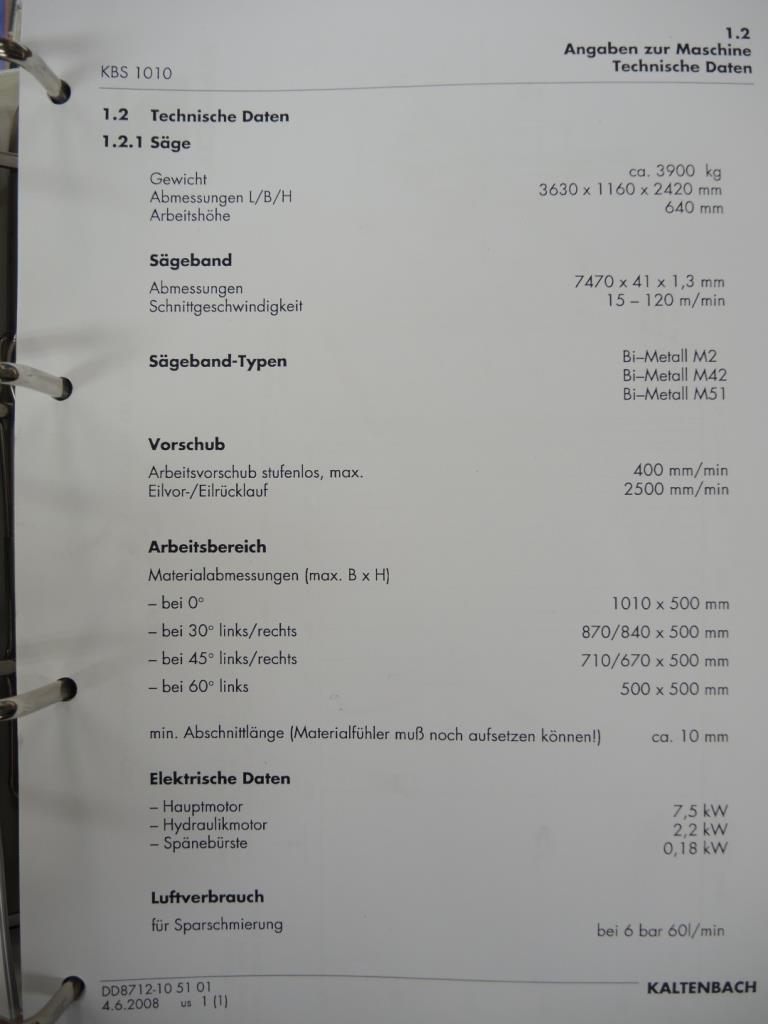 1.2
Angaben zur Maschine
KBS 1010 Technische Daten
1.2 Technische Daten
1.2.1 Säge
Gewicht ca. 3900 kg
Abmessungen L/B/H 3630 x 1160 x 2420 mm
Arbeitshöhe 640 mm
Sägeband
Abmessungen 7470 x 41 x 1,3 mm
Schnittgeschwindigkeit 15 – 120 m/min
Sägeband-Typen Bi–Metall M2
Bi–Metall M42
Bi–Metall M51
Vorschub
Arbeitsvorschub stufenlos, max. 400 mm/min
Eilvor-/Eilrücklauf 2500 mm/min
Arbeitsbereich
Materialabmessungen (max. B x H)
– bei 0° 1010 x 500 mm
– bei 30° links/rechts 870/840 x 500 mm
– bei 45° links/rechts 710/670 x 500 mm
– bei 60° links 500 x 500 mm
min. Abschnittlänge (Materialfühler muß noch aufsetzen können!) ca. 10 mm
Elektrische Daten
– Hauptmotor 7,5 kW
– Hydraulikmotor 2,2 kW
– Spänebürste 0,18 kW
Luftverbrauch
für Sparschmierung bei 6 bar 60l/min
DD8712-10 51 01 KALTENBACH
4.6.2008 us 1 (1)